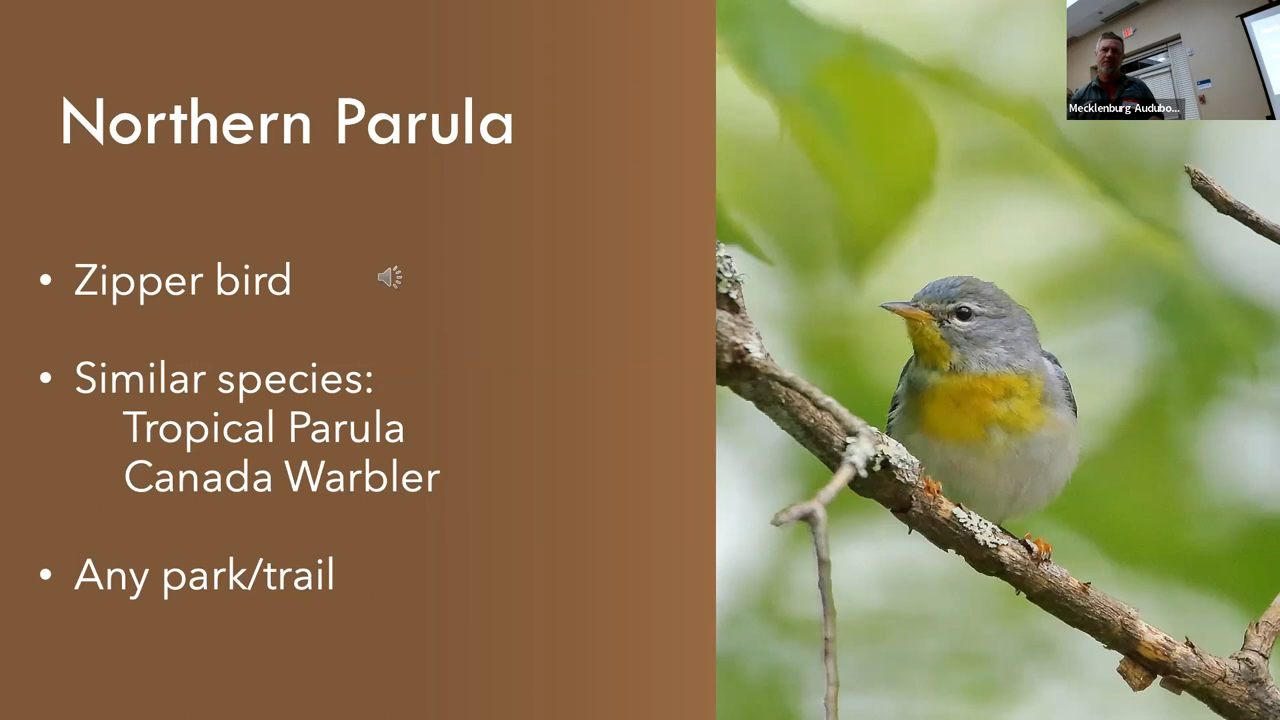 Northern Parula
• Zipper bird
• Similar species:
Tropical Parula
Canada Warbler
• Any park/trail
Mecklenburg Audubo...